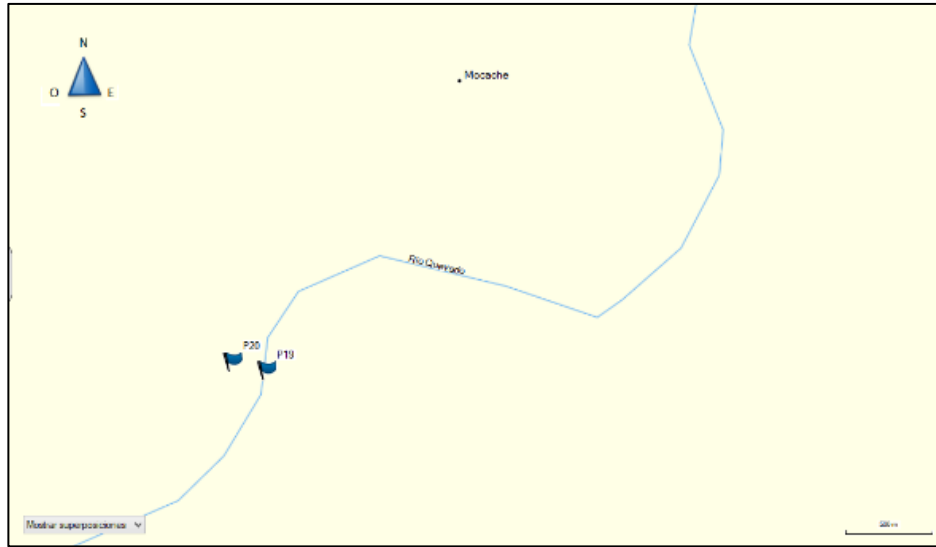 N
O E
S
Mocache
Río Quevedo
P20
P19
Mostrar superposiciones